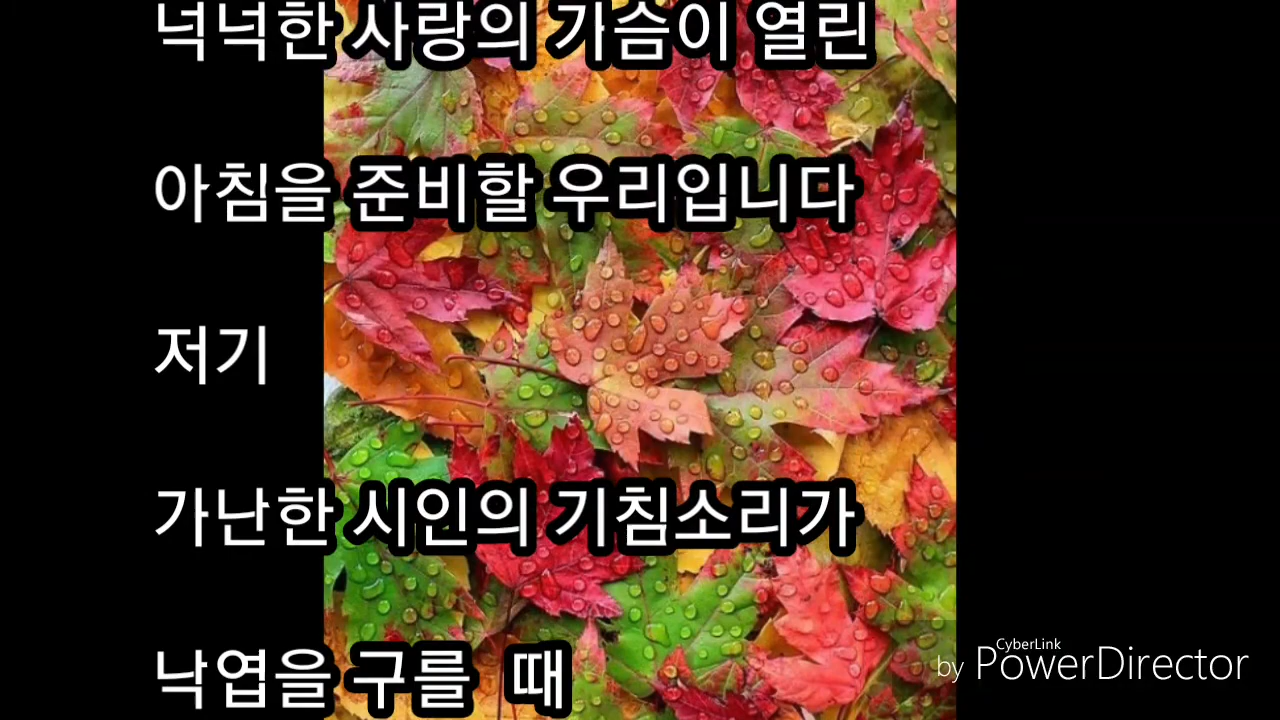 넉넉한 사랑의 가슴이 열린
아침을 준비할 우리입니다
저기
가난한 시인의 기침소리가
낙엽을 구를 때
CyberLink
by PowerDirector